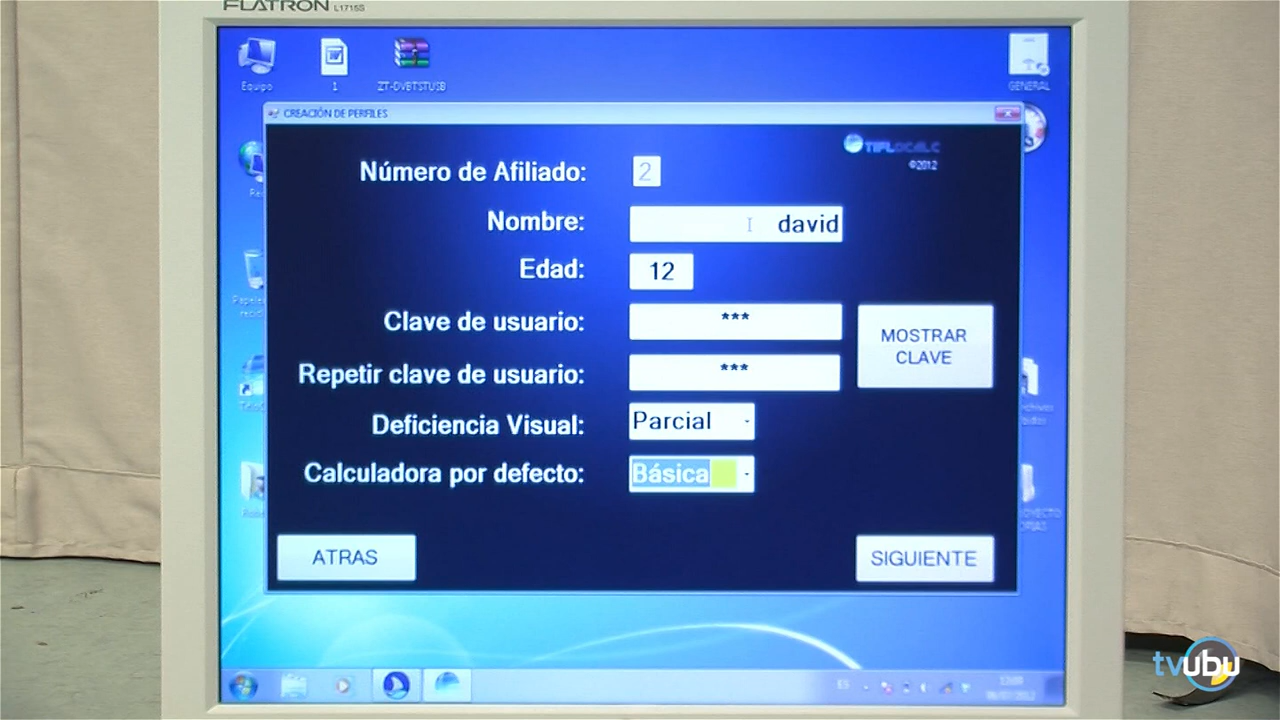 FLATRON L1715S
Equipo
1
ZT-DVBTSTUSB
GENERAL
CREACIÓN DE PERFILES
TIFLOCALC
©2012
Número de Afiliado: 2
Nombre: david
Edad: 12
Clave de usuario: ***
Repetir clave de usuario: ***
MOSTRAR
CLAVE
Deficiencia Visual: Parcial
Calculadora por defecto: Básica
ATRAS
SIGUIENTE
ES
tvubu